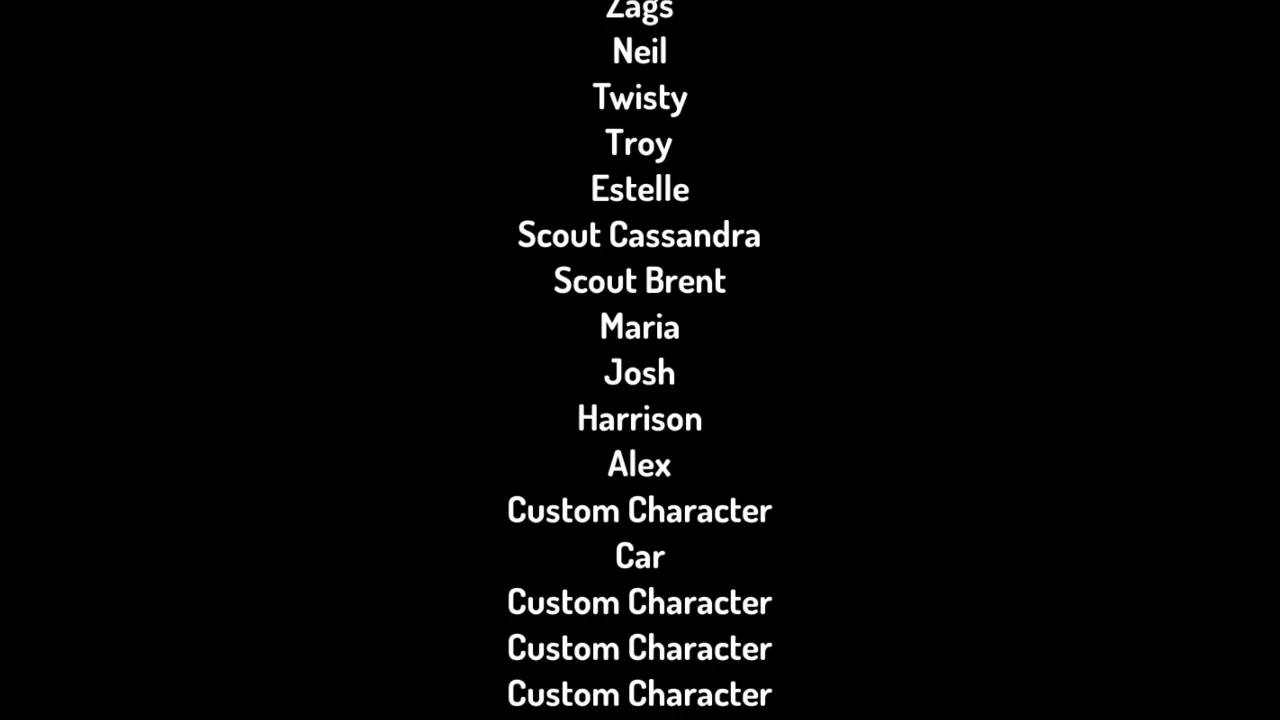 Zags
Neil
Twisty
Troy
Estelle
Scout Cassandra
Scout Brent
Maria
Josh
Harrison
Alex
Custom Character
Car
Custom Character
Custom Character
Custom Character